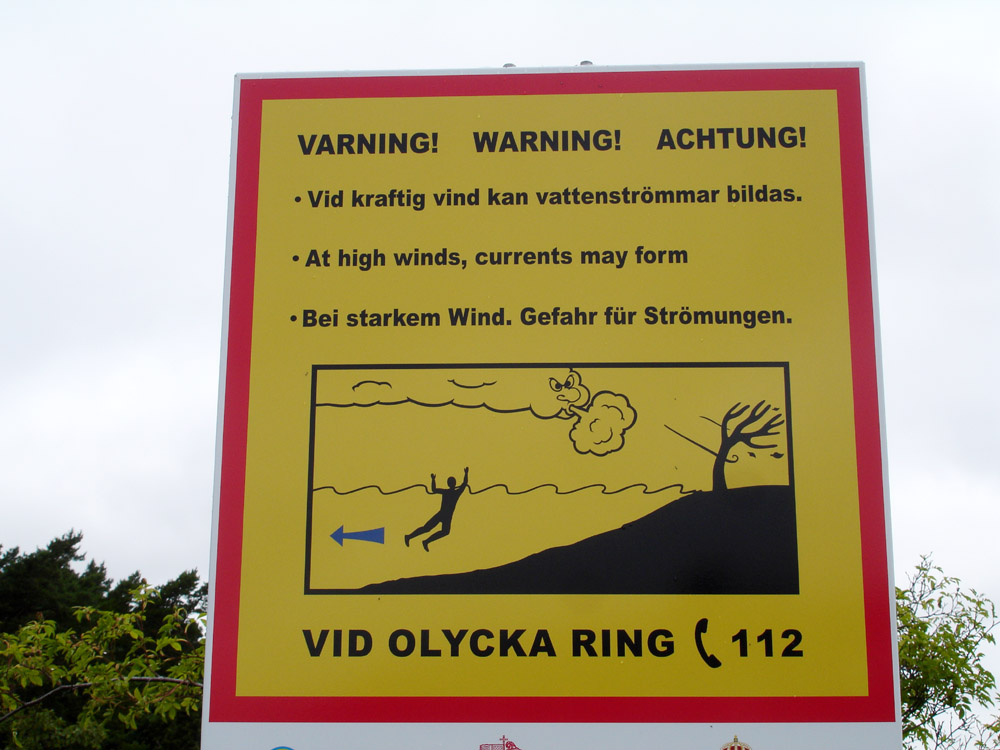 VARNING! WARNING! ACHTUNG!
• Vid kraftig vind kan vattenströmmar bildas.
• At high winds, currents may form
• Bei starkem Wind. Gefahr für Strömungen.
VID OLYCKA RING 112